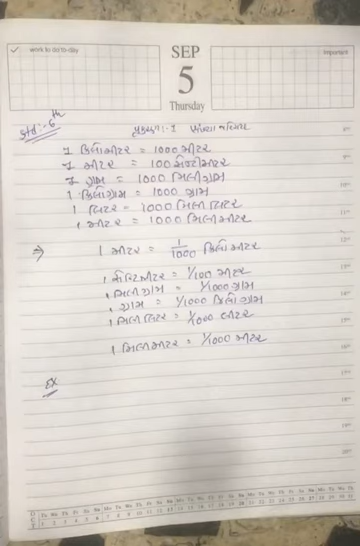 ✓ work to do to-day
SEP
important
5
Thursday
std:-6th
પ્રકરણ:-1 સંખ્યા પરિચય
1 કિલોમીટર = 1000 મીટર
1 મીટર = 100 સેન્ટીમીટર
1 ગ્રામ = 1000 મિલીગ્રામ
1 કિલોગ્રામ = 1000 ગ્રામ
1 લિટર = 1000 મિલી લિટર
1 મીટર = 1000 મિલીમીટર
⇒ 1 મીટર = 1/1000 કિલોમીટર
1 સેન્ટિમીટર = 1/100 મીટર
1 મિલીગ્રામ = 1/1000 ગ્રામ
1 ગ્રામ = 1/1000 કિલોગ્રામ
1 મિલીલિટર = 1/1000 લીટર
1 મિલીમીટર = 1/1000 મીટર
EX